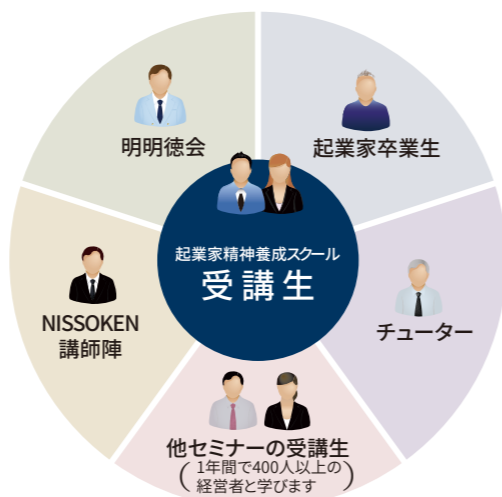 明明徳会
起業家卒業生
起業家精神養成スクール
受講生
NISSOKEN
講師陣
チューター
他セミナーの受講生
(1年間で400人以上の
経営者と学びます)